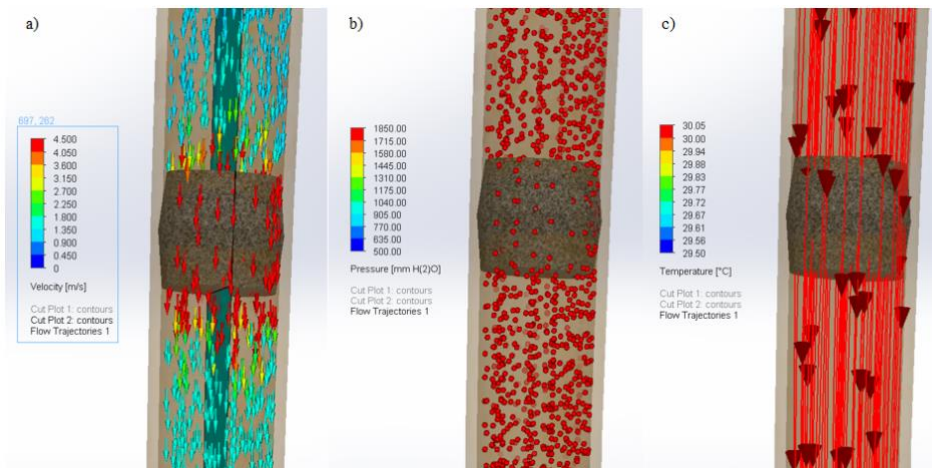 a)
697, 262
4.500
4.050
3.600
3.150
2.700
2.250
1.800
1.350
0.900
0.450
0
Velocity [m/s]
Cut Plot 1: contours
Cut Plot 2: contours
Flow Trajectories 1
b)
1850.00
1715.00
1580.00
1445.00
1310.00
1175.00
1040.00
905.00
770.00
635.00
500.00
Pressure [mm H(2)O]
Cut Plot 1: contours
Cut Plot 2: contours
Flow Trajectories 1
c)
30.05
30.00
29.94
29.88
29.83
29.77
29.72
29.67
29.61
29.56
29.50
Temperature [°C]
Cut Plot 1: contours
Cut Plot 2: contours
Flow Trajectories 1